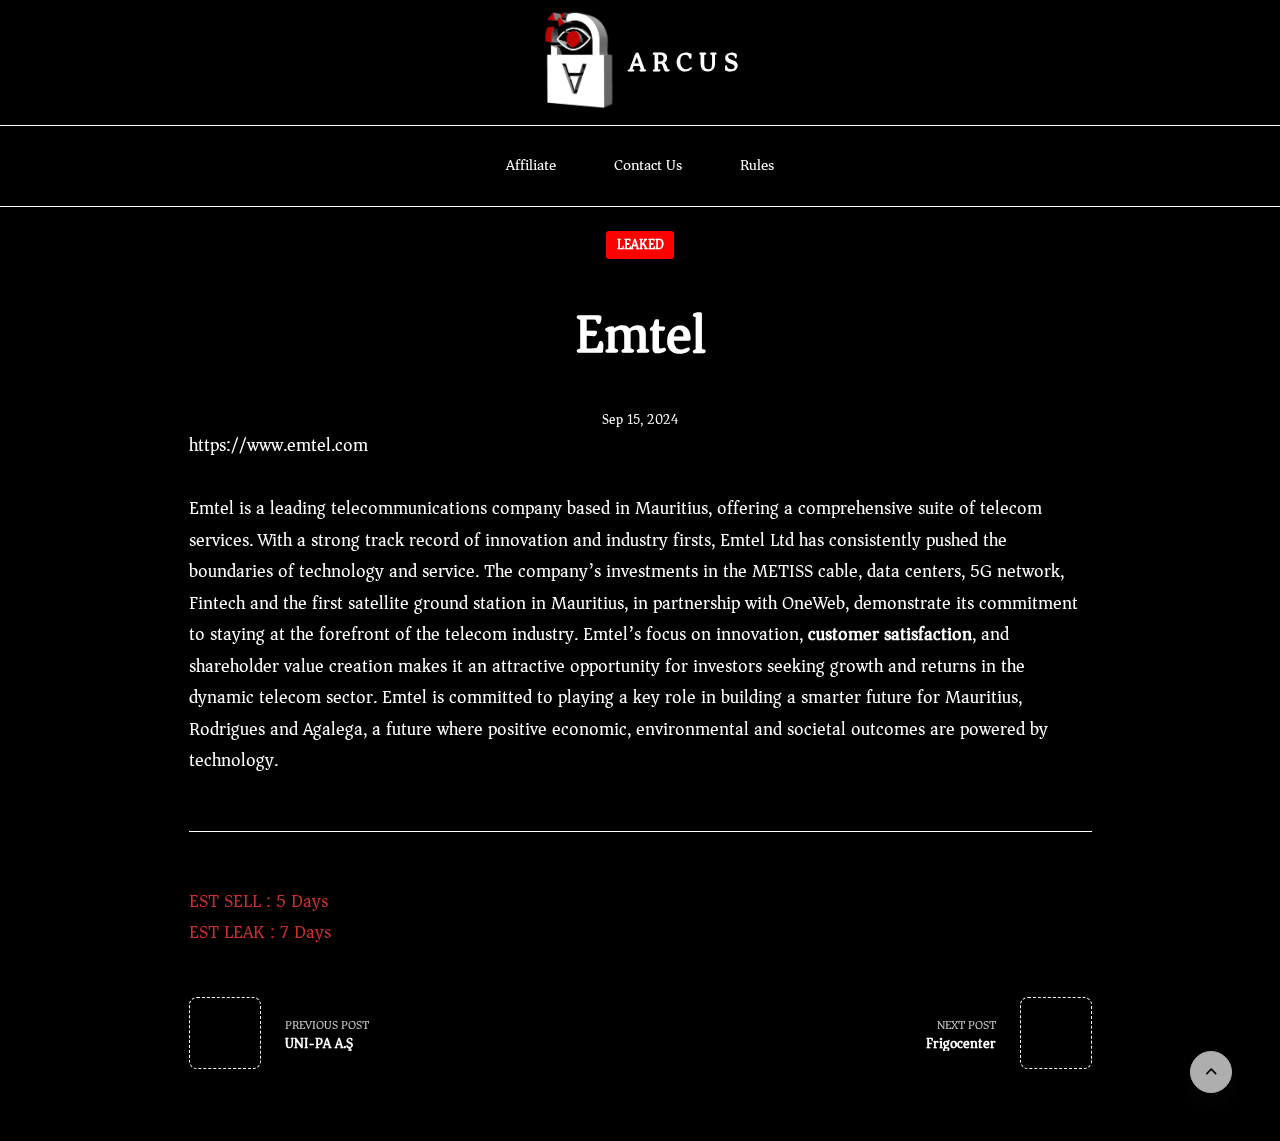 ARCUS
Affiliate
Contact Us
Rules
LEAKED
Emtel
Sep 15, 2024
https://www.emtel.com
Emtel is a leading telecommunications company based in Mauritius, offering a comprehensive suite of telecom
services. With a strong track record of innovation and industry firsts, Emtel Ltd has consistently pushed the
boundaries of technology and service. The company’s investments in the METISS cable, data centers, 5G network,
Fintech and the first satellite ground station in Mauritius, in partnership with OneWeb, demonstrate its commitment
to staying at the forefront of the telecom industry. Emtel’s focus on innovation, customer satisfaction, and
shareholder value creation makes it an attractive opportunity for investors seeking growth and returns in the
dynamic telecom sector. Emtel is committed to playing a key role in building a smarter future for Mauritius,
Rodrigues and Agalega, a future where positive economic, environmental and societal outcomes are powered by
technology.
EST SELL : 5 Days
EST LEAK : 7 Days
PREVIOUS POST
UNI-PA A.Ş
NEXT POST
Frigocenter